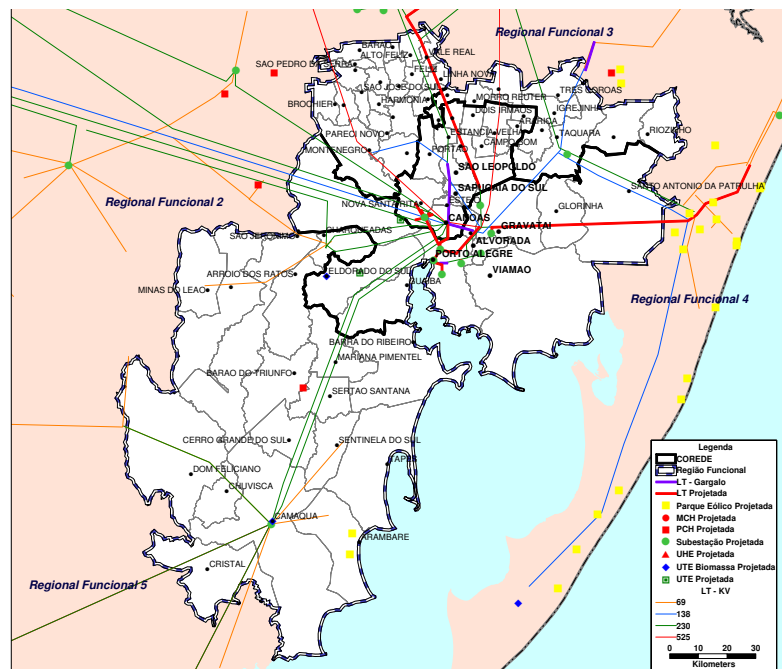 Regional Funcional 3
BARAO
ALTO FELIZ
VALE REAL
SAO PEDRO DA SERRA
FELIZ
LINHA NOVA
SAO JOSE DO SUL
MORRO REUTER
TRES COROAS
BROCHIER
HARMONIA
DOIS IRMAOS
IGREJINHA
ARARICA
PARECI NOVO
ESTANCIA VELHA
TAQUARA
RIOZINHO
CAMPO BOM
MONTENEGRO
PORTAO
SAO LEOPOLDO
SAPUCAIA DO SUL
SANTO ANTONIO DA PATRULHA
Regional Funcional 2
NOVA SANTA RITA
ESTEIO
GLORINHA
CANOAS
GRAVATAI
SAO JERONIMO
CHARQUEADAS
ALVORADA
PORTO ALEGRE
ARROIO DOS RATOS
ELDORADO DO SUL
VIAMAO
GUAIBA
MINAS DO LEAO
Regional Funcional 4
BARRA DO RIBEIRO
MARIANA PIMENTEL
BARAO DO TRIUNFO
SERTAO SANTANA
CERRO GRANDE DO SUL
SENTINELA DO SUL
TAPES
DOM FELICIANO
CHUVISCA
CAMAQUA
ARAMBARE
CRISTAL
Regional Funcional 5
Legenda
COREDE
Região Funcional
LT - Gargalo
LT Projetada
Parque Eólico Projetada
MCH Projetada
PCH Projetada
Subestação Projetada
UHE Projetada
UTE Biomassa Projetada
UTE Projetada
LT - KV
69
138
230
525
0 10 20 30
Kilometers